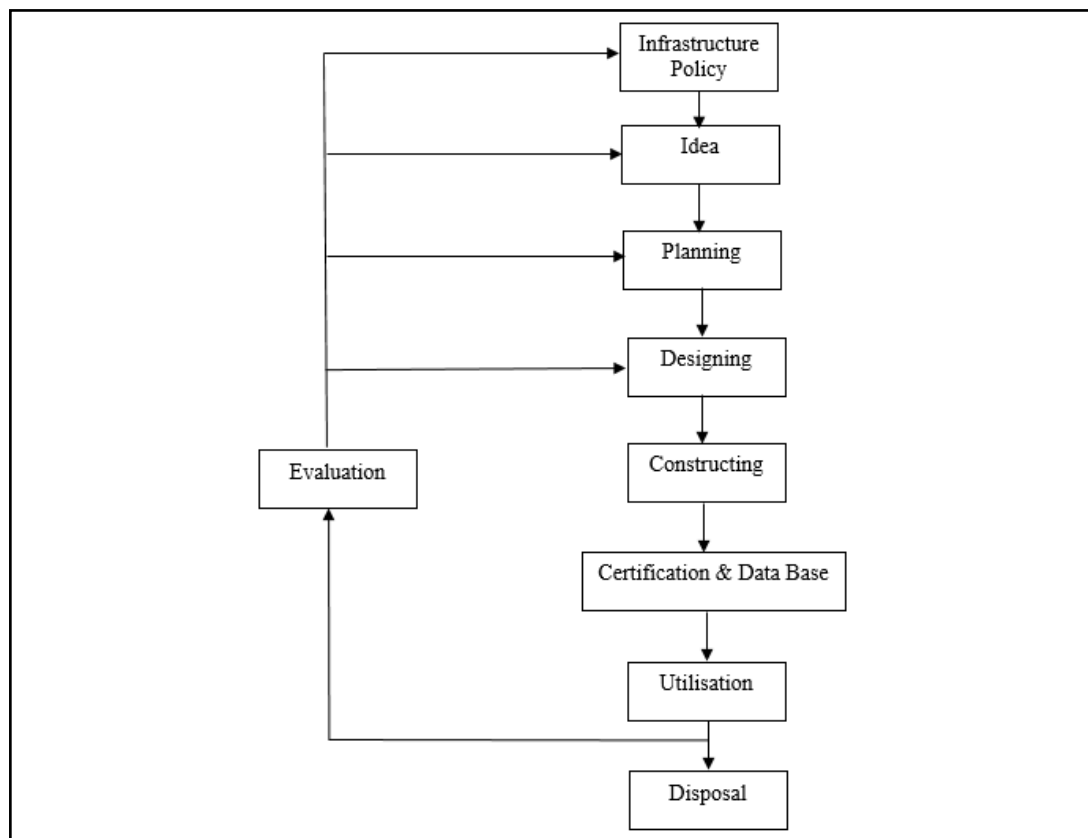 Infrastructure
Policy
Idea
Planning
Designing
Constructing
Evaluation
Certification & Data Base
Utilisation
Disposal